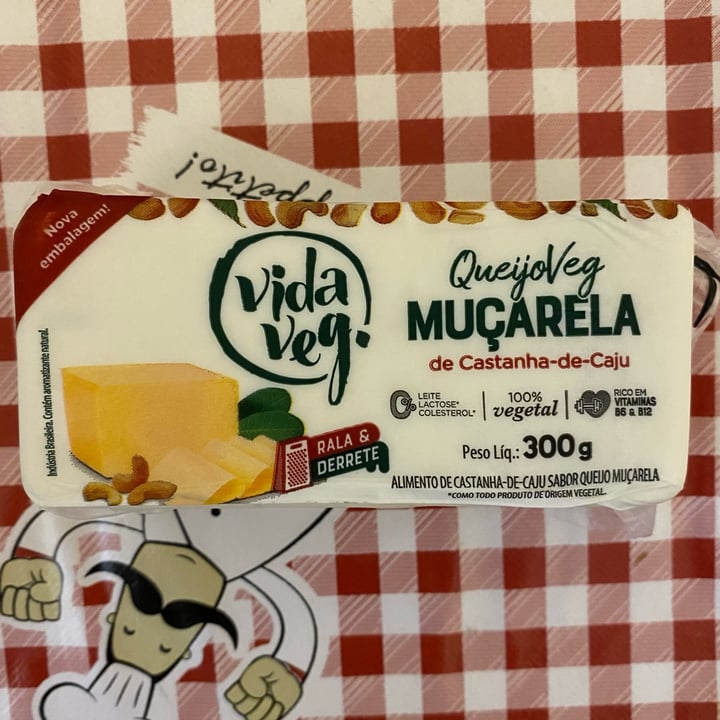 Nova
embalagem!
vida
veg.
QueijoVeg
MUÇARELA
de Castanha-de-Caju
0%
LEITE
LACTOSE*
COLESTEROL*
100%
vegetal
RICO EM
VITAMINAS
B6 & B12
RALA &
DERRETE
Peso Líq.: 300g
ALIMENTO DE CASTANHA-DE-CAJU SABOR QUEIJO MUÇARELA
*COMO TODO PRODUTO DE ORIGEM VEGETAL.
Indústria Brasileira. Contém aromatizante natural.